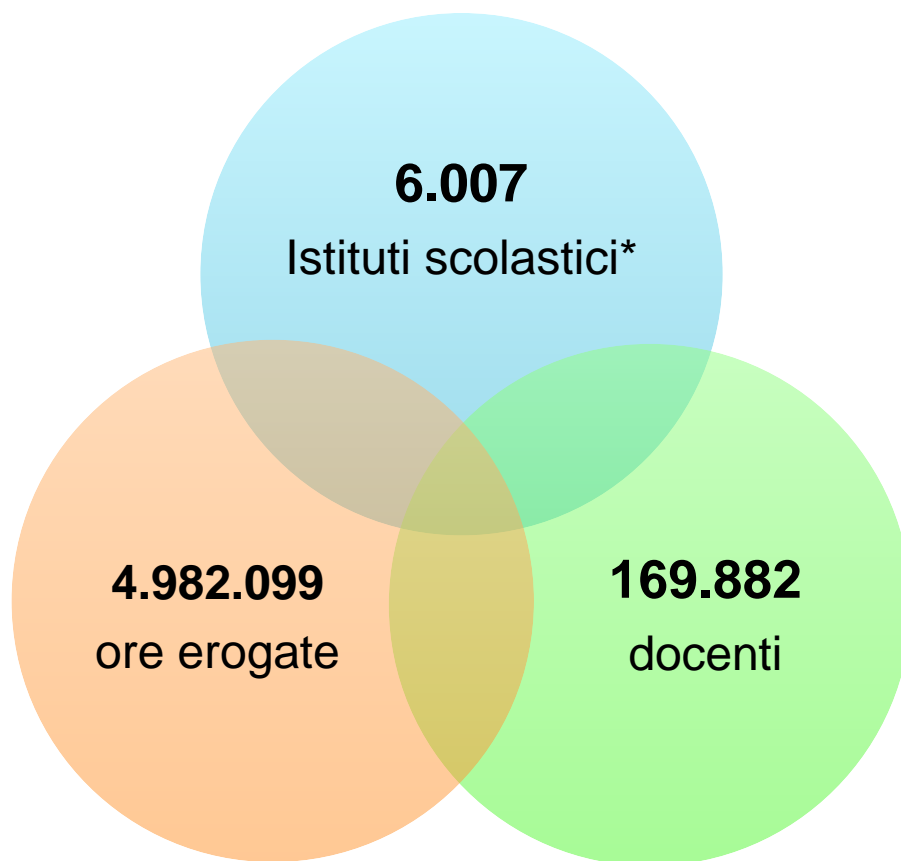 6.007
Istituti scolastici*
4.982.099
ore erogate
169.882
docenti